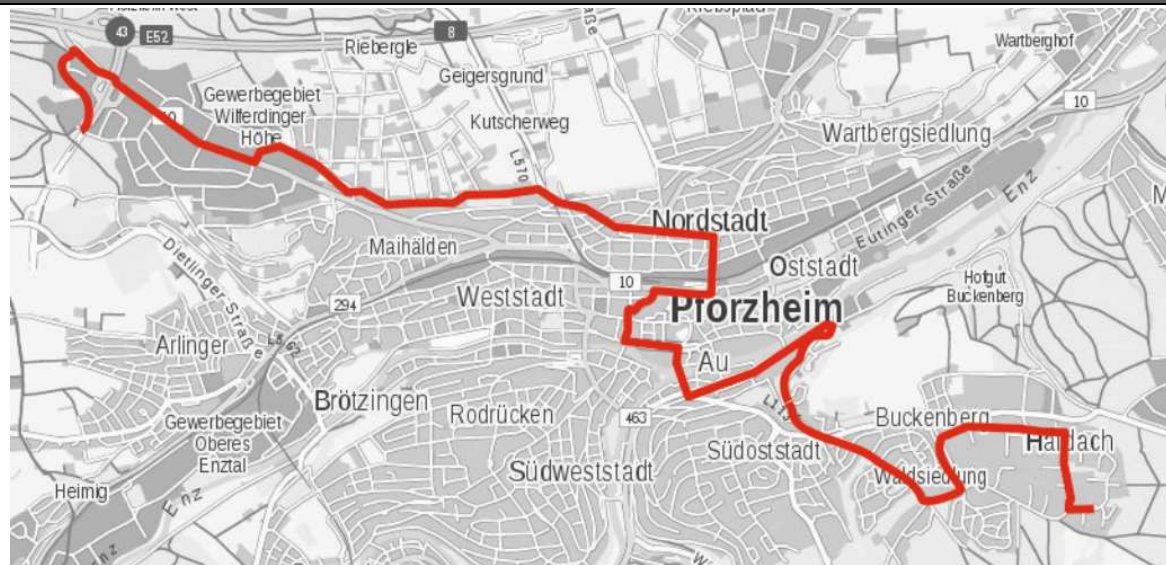 43
E52
8
Riebergle
Wartberghof
Geigersgrund
10
Gewerbegebiet
Wilferdinger
Höhe
Kutscherweg
Wartbergsiedlung
L 570
Enz
Eutinger Straße
Nordstadt
Maihälden
Oststadt
Dietlinger Straße
10
Hofgut
Buckenberg
294
Weststadt
Pforzheim
Arlinger
Au
Brötzingen
Rodrücken
463
Buckenberg
Gewerbegebiet
Oberes
Enztal
Südoststadt
Haidach
Südweststadt
Waldsiedlung
Heimig
Enz
Enz